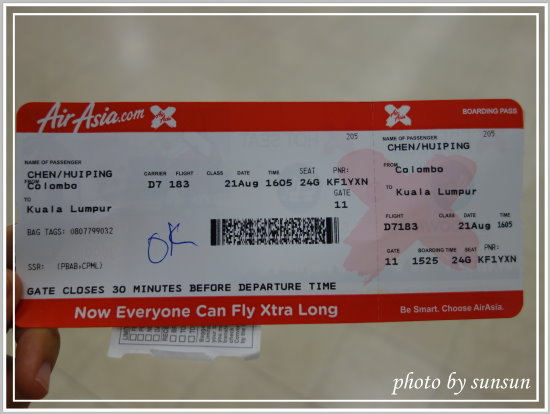 AirAsia.com
Air Asia
BOARDING PASS
205
NAME OF PASSENGER
CHEN/HUIPING
FROM
Colombo
TO
Kuala Lumpur
CARRIER FLIGHT CLASS DATE TIME SEAT PNR:
D7 183 21Aug 1605 24G KF1YXN
GATE
11
BAG TAGS: 0807799032
OK
SSR: (PBAB,CPML)
GATE CLOSES 30 MINUTES BEFORE DEPARTURE TIME
Now Everyone Can Fly Xtra Long
Air Asia
205
NAME OF PASSENGER
CHEN/HUIPING
FROM
Colombo
TO
Kuala Lumpur
FLIGHT CLASS DATE TIME
D7183 21Aug 1605
GATE BOARDING TIME SEAT PNR:
11 1525 24G KF1YXN
Be Smart. Choose AirAsia.
photo by sunsun